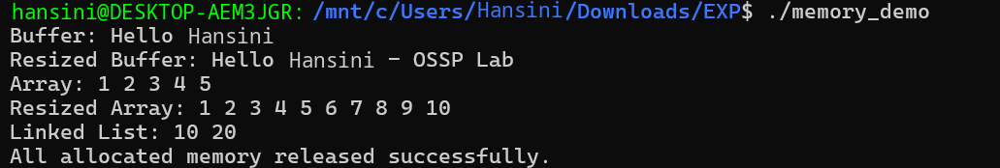 hansini@DESKTOP-AEM3JGR: /mnt/c/Users/Hansini/Downloads/EXP$ ./memory_demo
Buffer: Hello Hansini
Resized Buffer: Hello Hansini - OSSP Lab
Array: 1 2 3 4 5
Resized Array: 1 2 3 4 5 6 7 8 9 10
Linked List: 10 20
All allocated memory released successfully.